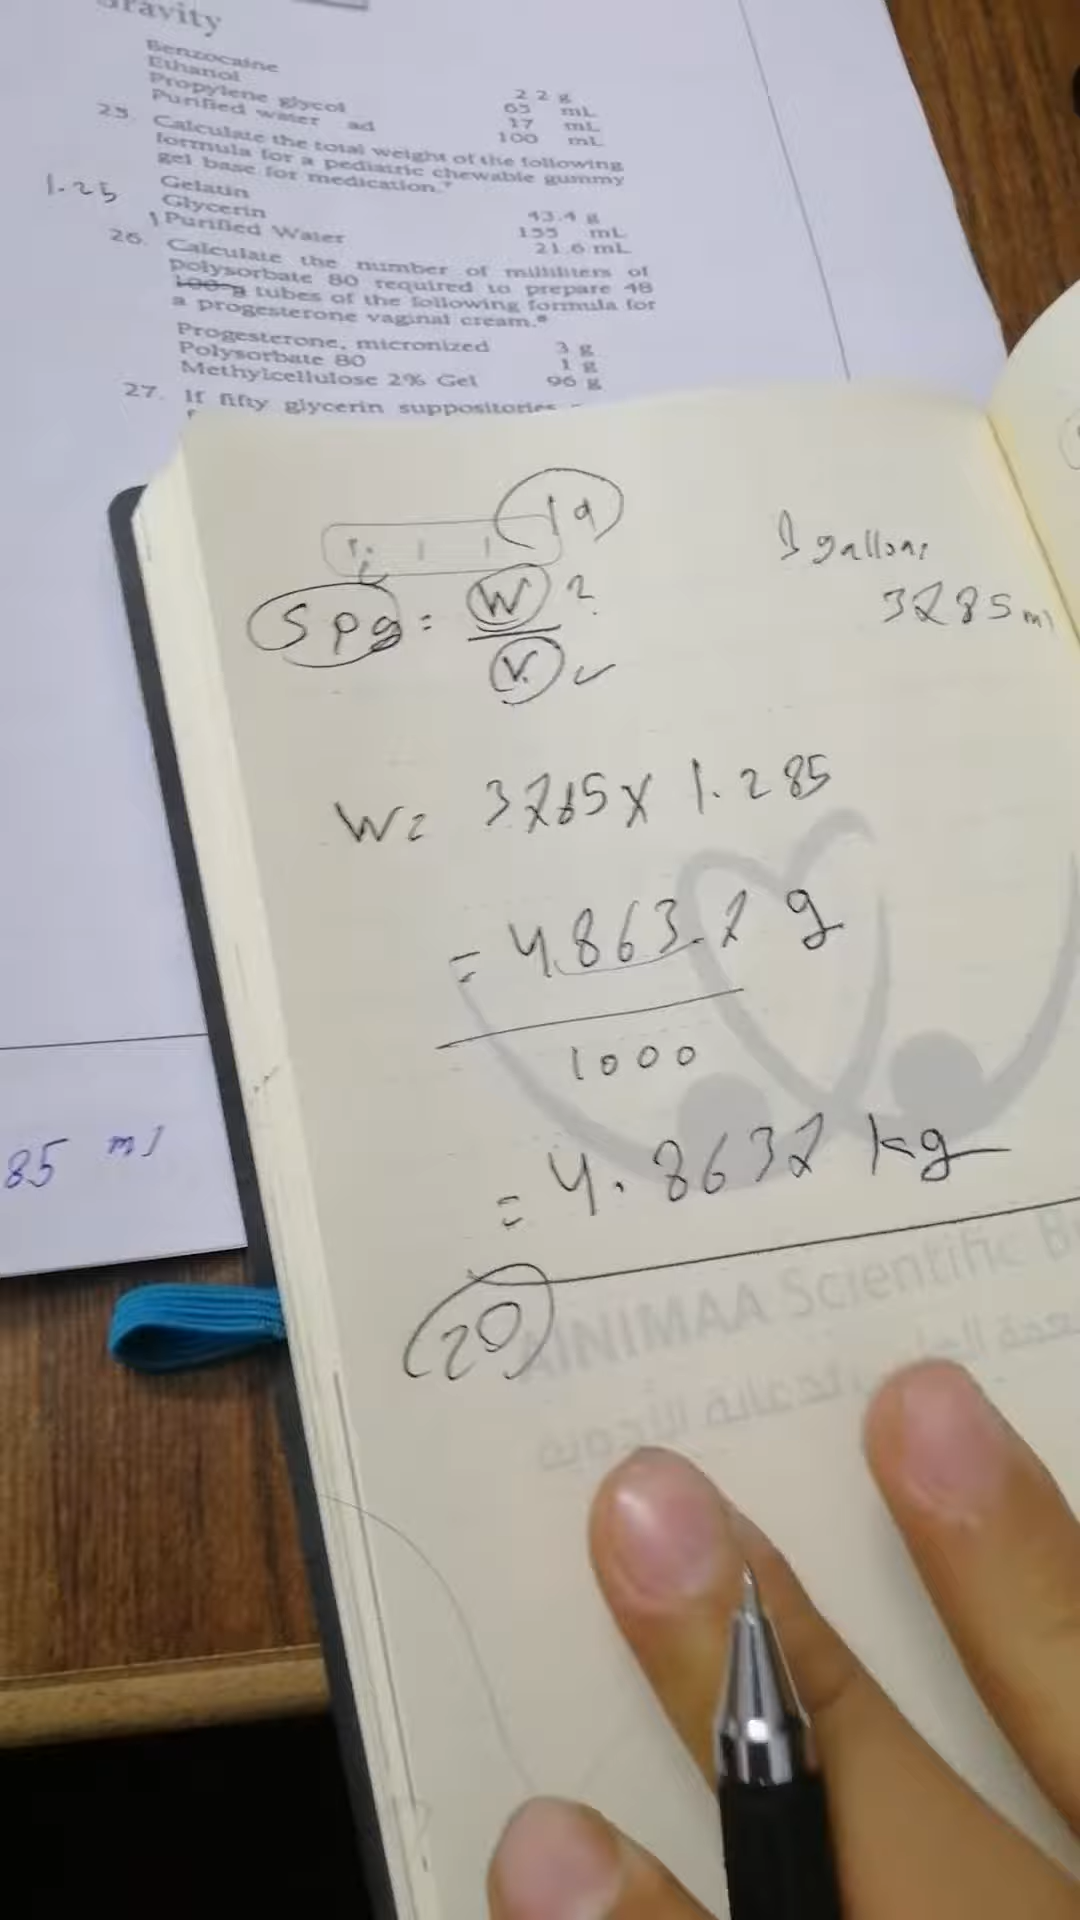 Gravity
Benzocaine 2 2 g
Ethanol 65 mL
Propylene glycol 17 mL
Purified water ad 100 mL
25. Calculate the total weight of the following
formula for a pediatric chewable gummy
gel base for medication.*
1.25
Gelatin 43.4 g
Glycerin 155 mL
Purified Water 21.6 mL
26. Calculate the number of milliliters of
polysorbate 80 required to prepare 48
100-g tubes of the following formula for
a progesterone vaginal cream.*
Progesterone, micronized 3 g
Polysorbate 80 1 g
Methylcellulose 2% Gel 96 g
27. If fifty glycerin suppositories
19
gallons
3785 ml
Spg = W ?
V.
W = 3785 x 1.285
= 4863.7 g
1000
= 4.8637 kg
85 ml
20
AINIMAA Scientific